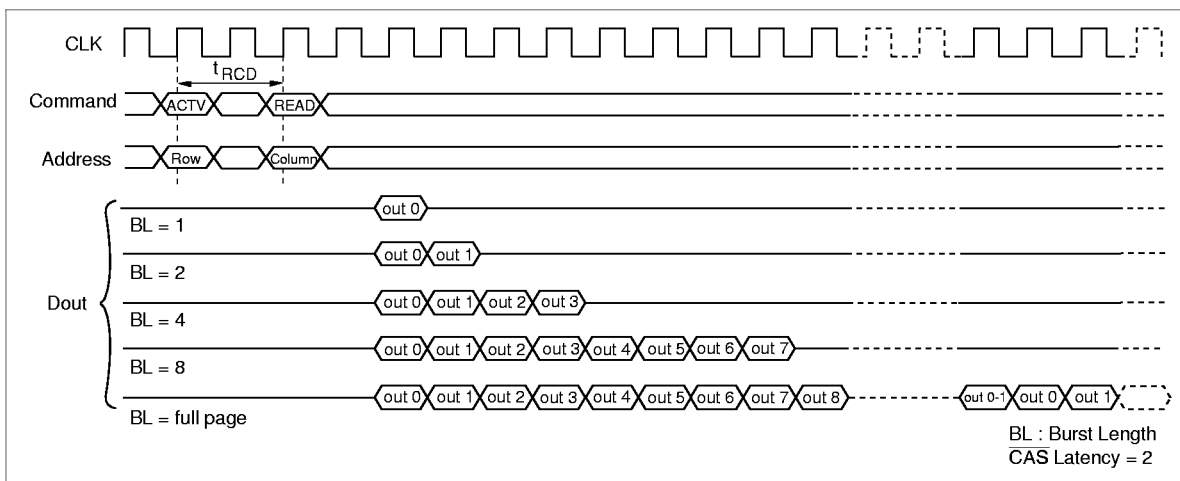 CLK
tRCD
Command ACTV READ
Address Row Column
out 0
BL = 1
out 0 out 1
BL = 2
Dout
out 0 out 1 out 2 out 3
BL = 4
out 0 out 1 out 2 out 3 out 4 out 5 out 6 out 7
BL = 8
out 0 out 1 out 2 out 3 out 4 out 5 out 6 out 7 out 8 out 0-1 out 0 out 1
BL = full page
BL : Burst Length
C̅A̅S̅ Latency = 2